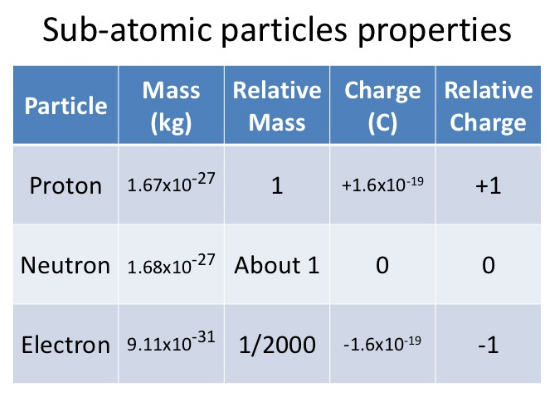 Sub-atomic particles properties
Particle Mass (kg) Relative Mass Charge (C) Relative Charge
Proton 1.67x10⁻²⁷ 1 +1.6x10⁻¹⁹ +1
Neutron 1.68x10⁻²⁷ About 1 0 0
Electron 9.11x10⁻³¹ 1/2000 -1.6x10⁻¹⁹ -1